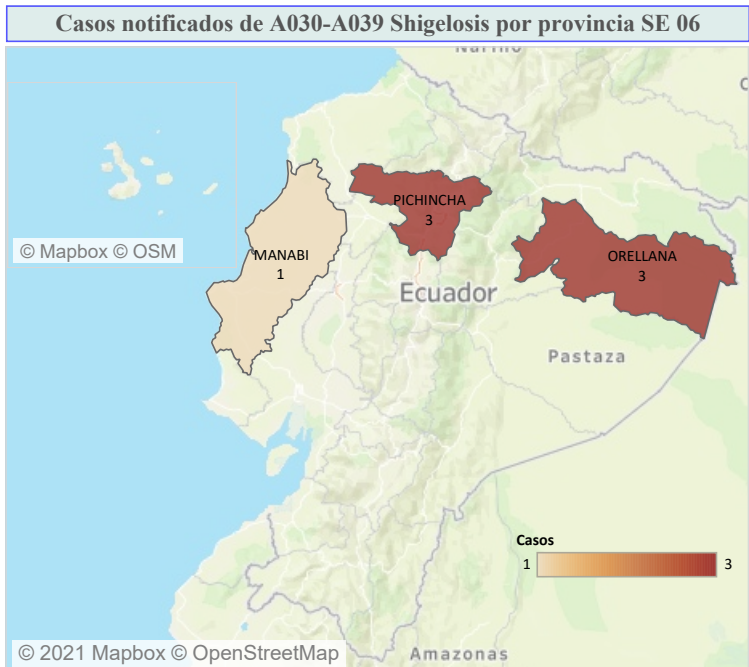 Casos notificados de A030-A039 Shigelosis por provincia SE 06
Nariño
© Mapbox © OSM
PICHINCHA
3
MANABI
1
ORELLANA
3
Ecuador
Pastaza
Casos
1
3
© 2021 Mapbox © OpenStreetMap
Amazonas